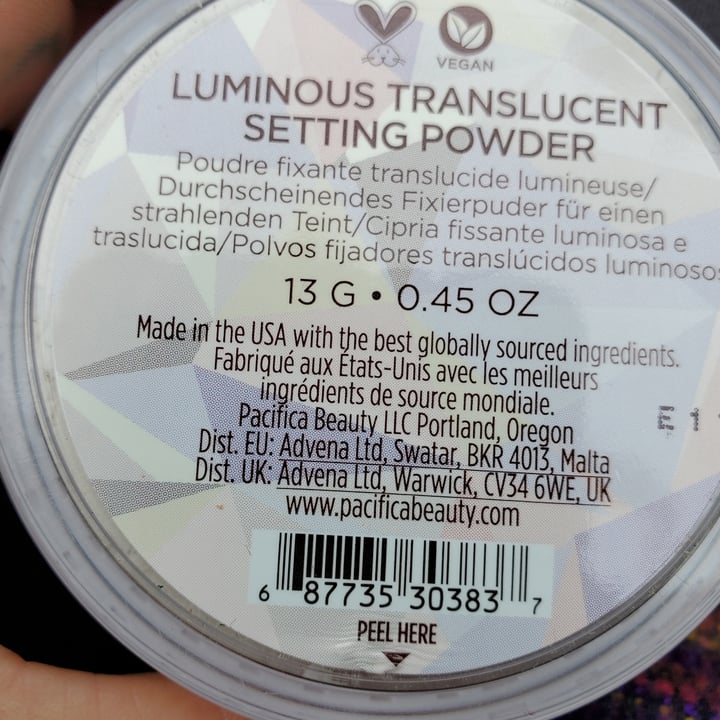 VEGAN
LUMINOUS TRANSLUCENT
SETTING POWDER
Poudre fixante translucide lumineuse/
Durchscheinendes Fixierpuder für einen
strahlenden Teint/Cipria fissante luminosa e
traslucida/Polvos fijadores translúcidos luminosos
13 G • 0.45 OZ
Made in the USA with the best globally sourced ingredients.
Fabriqué aux États-Unis avec les meilleurs
ingrédients de source mondiale.
Pacifica Beauty LLC Portland, Oregon
Dist. EU: Advena Ltd, Swatar, BKR 4013, Malta
Dist. UK: Advena Ltd, Warwick, CV34 6WE, UK
www.pacificabeauty.com
6 87735 30383 7
PEEL HERE